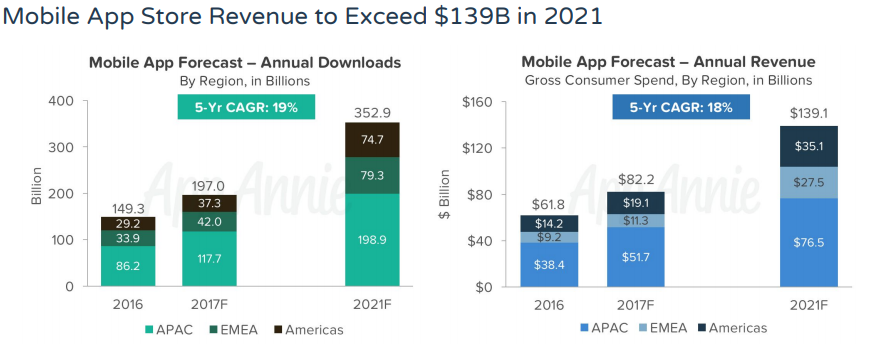 Mobile App Store Revenue to Exceed $139B in 2021
Mobile App Forecast – Annual Downloads
By Region, in Billions
5-Yr CAGR: 19%
Billion
400
300
200
100
0
149.3
29.2
33.9
86.2
197.0
37.3
42.0
117.7
352.9
74.7
79.3
198.9
2016
2017F
2021F
APAC EMEA Americas
App Annie
Mobile App Forecast – Annual Revenue
Gross Consumer Spend, By Region, in Billions
5-Yr CAGR: 18%
$ Billion
$160
$120
$80
$40
$0
$61.8
$14.2
$9.2
$38.4
$82.2
$19.1
$11.3
$51.7
$139.1
$35.1
$27.5
$76.5
2016
2017F
2021F
APAC EMEA Americas
App Annie